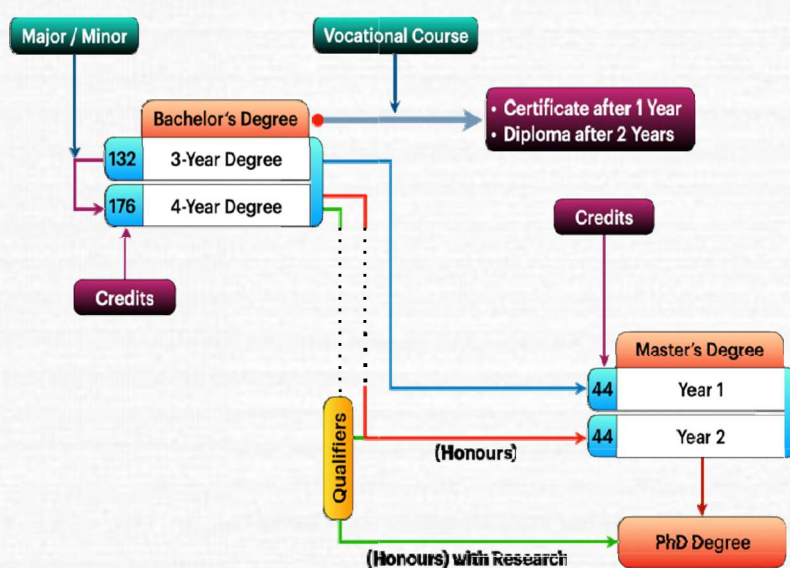 Major / Minor
Vocational Course
Bachelor's Degree
• Certificate after 1 Year
• Diploma after 2 Years
132 3-Year Degree
176 4-Year Degree
Credits
Credits
Master's Degree
44 Year 1
44 Year 2
Qualifiers
(Honours)
PhD Degree
(Honours) with Research